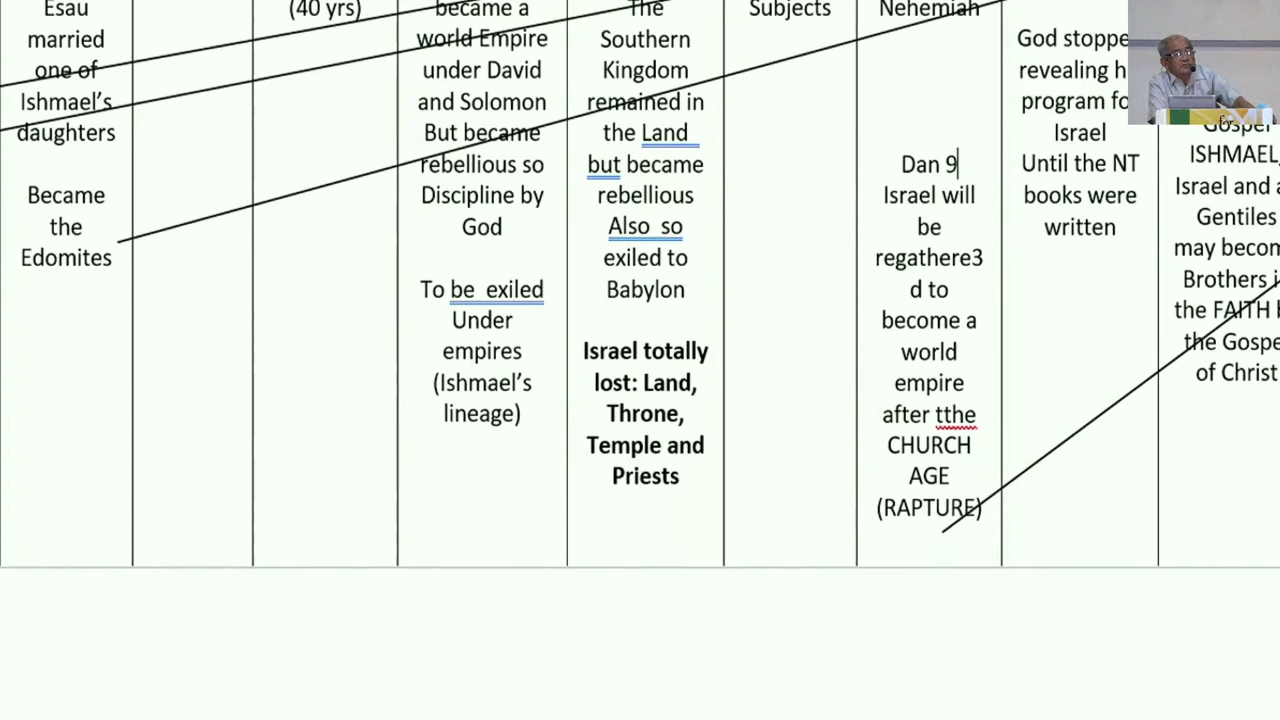 Esau
married
one of
Ishmael's
daughters
Became
the
Edomites
(40 yrs)
became a
world Empire
under David
and Solomon
But became
rebellious so
Discipline by
God
To be exiled
Under
empires
(Ishmael's
lineage)
The
Southern
Kingdom
remained in
the Land
but became
rebellious
Also so
exiled to
Babylon
Israel totally
lost: Land,
Throne,
Temple and
Priests
Subjects
Nehemiah
Dan 9
Israel will
be
regathere3
d to
become a
world
empire
after tthe
CHURCH
AGE
(RAPTURE)
God stoppe
revealing h
program fo
Israel
Until the NT
books were
written
for
Gospel
ISHMAEL,
Israel and a
Gentiles
may becom
Brothers i
the FAITH b
the Gospe
of Christ